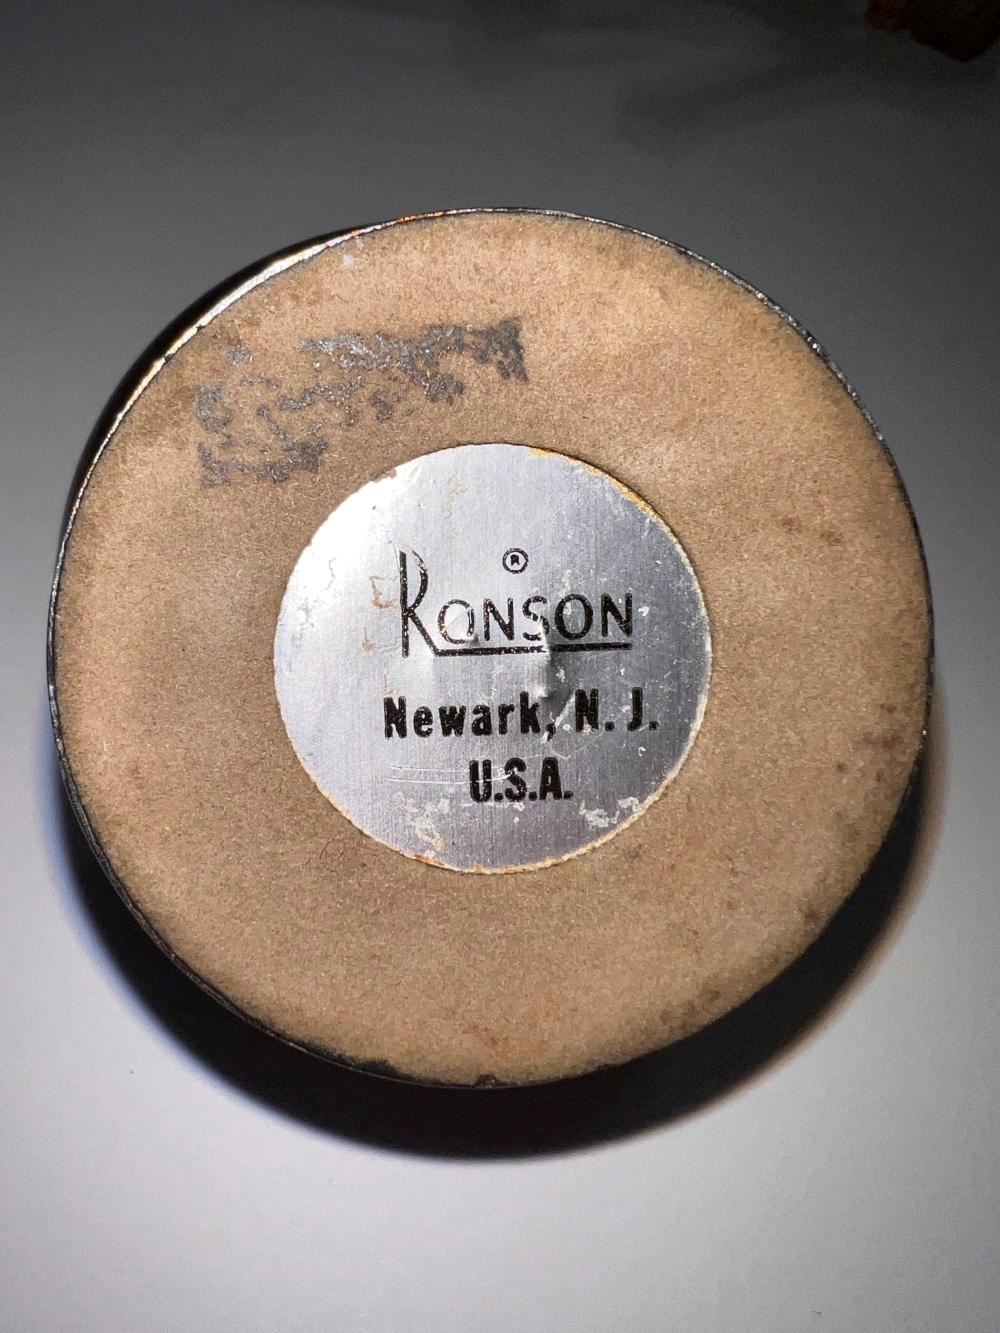 ®
RONSON
Newark, N. J.
U.S.A.